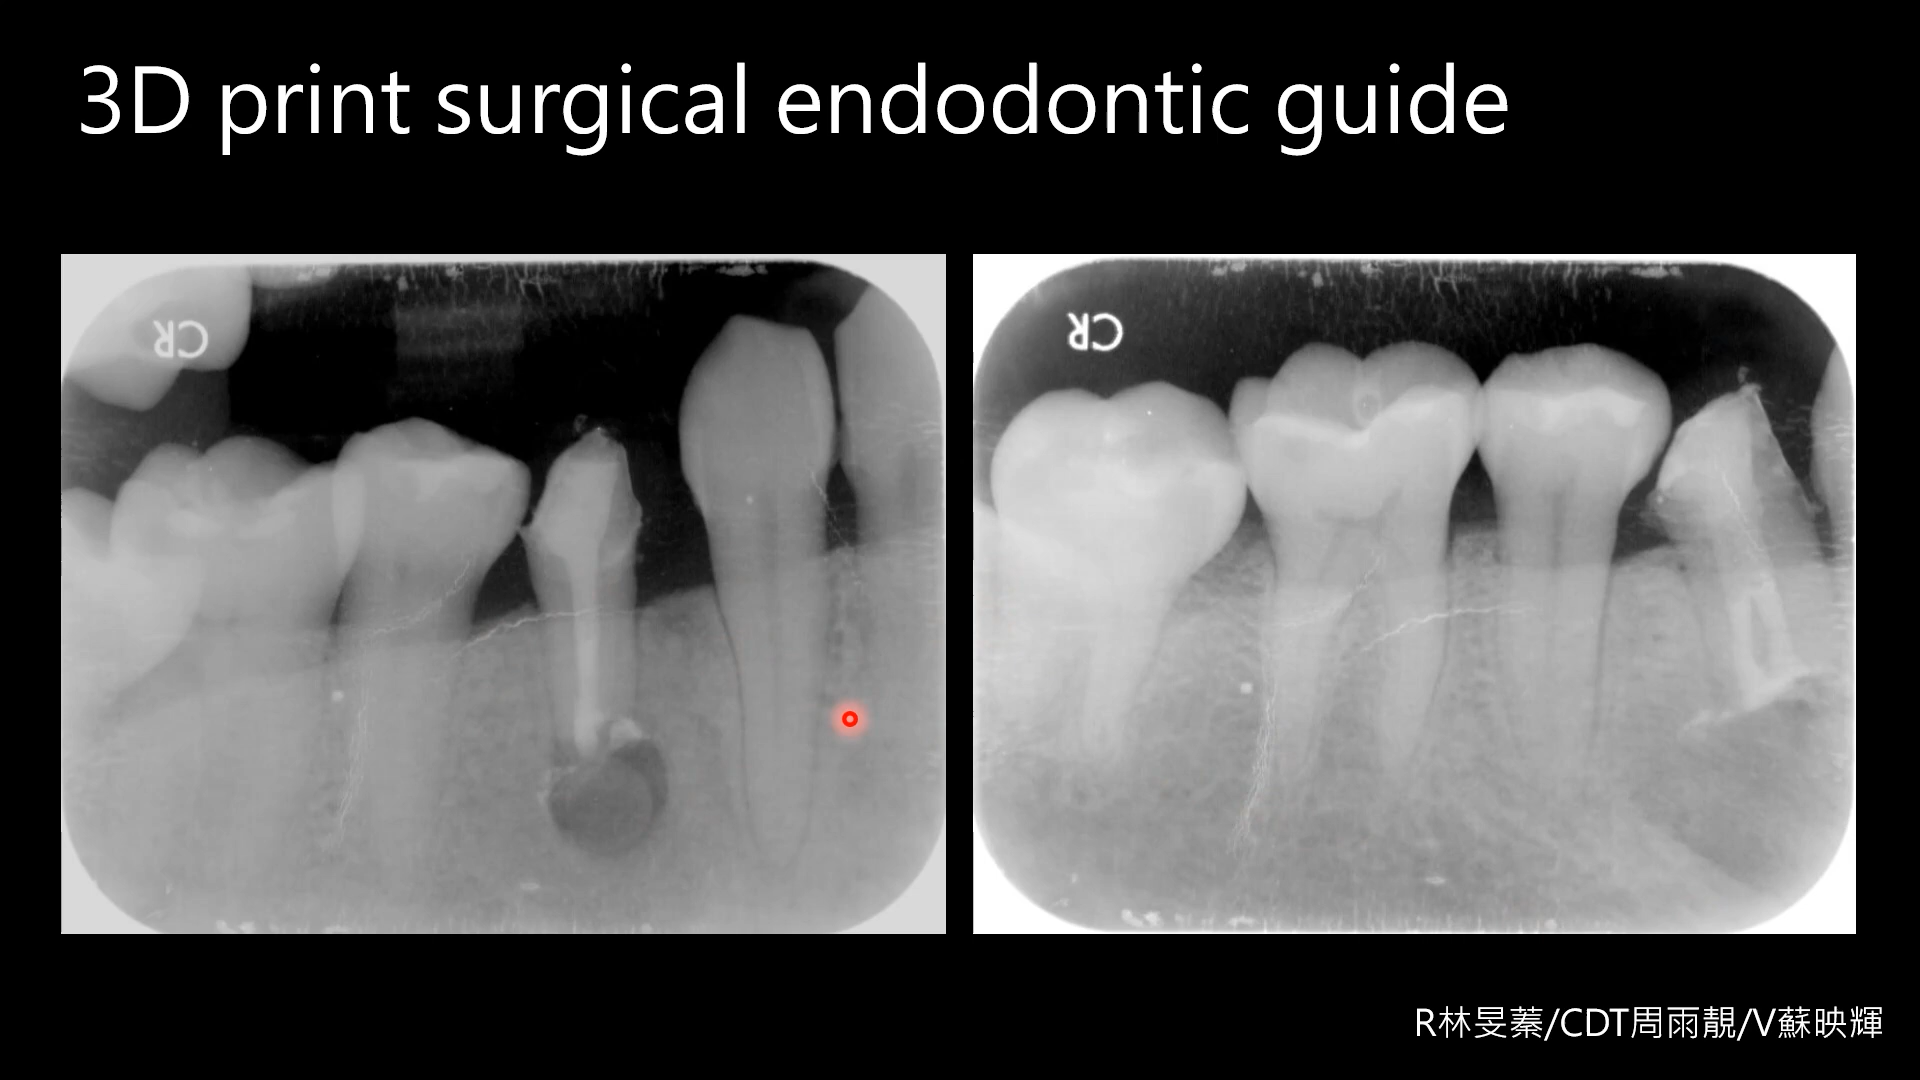 3D print surgical endodontic guide
CR
CR
R林旻蓁/CDT周雨靚/V蘇映輝